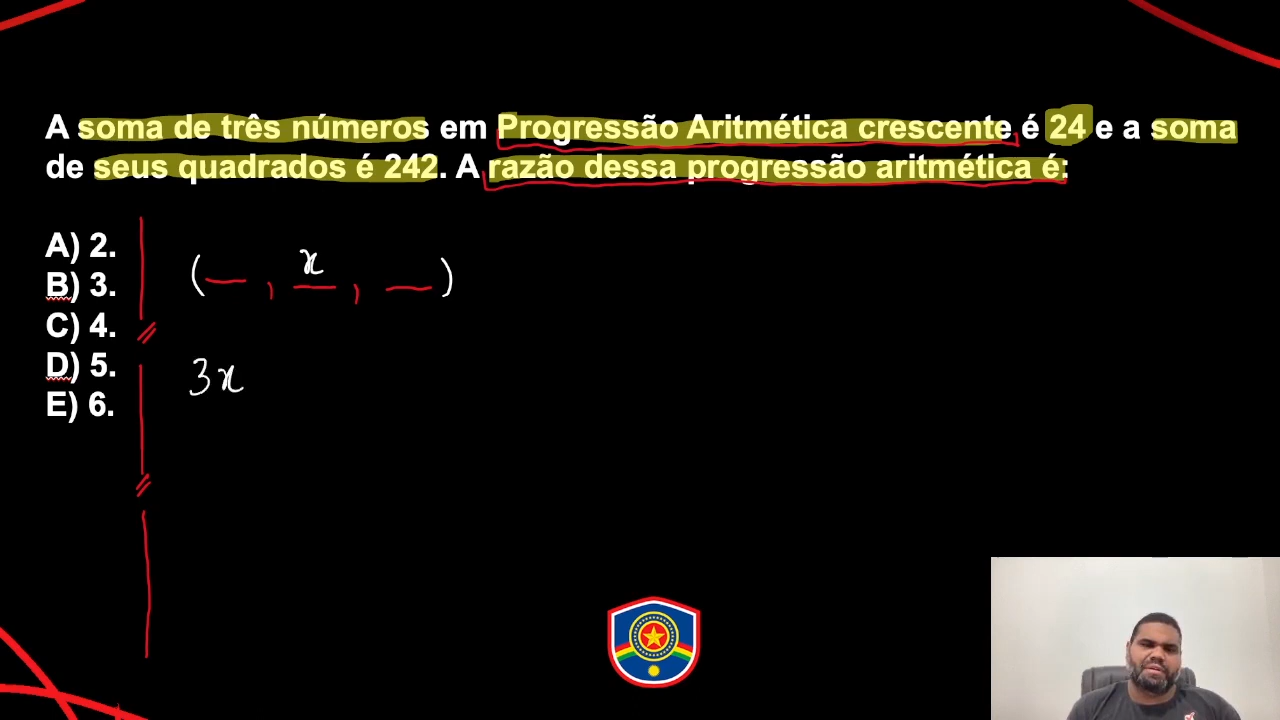 A soma de três números em Progressão Aritmética crescente é 24 e a soma
de seus quadrados é 242. A razão dessa progressão aritmética é:
A) 2.
B) 3.
C) 4.
D) 5.
E) 6.
(__, x, __)
3x